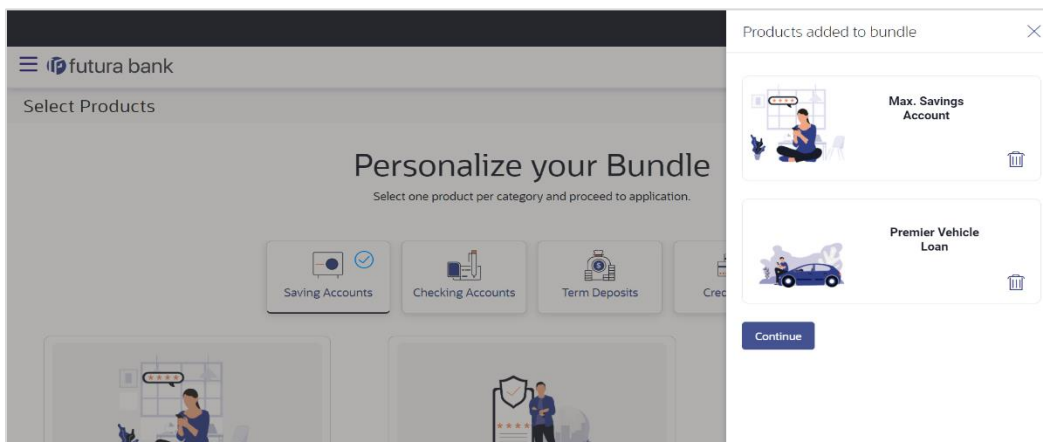 Products added to bundle
futura bank
Select Products
Max. Savings
Account
Personalize your Bundle
Select one product per category and proceed to application.
Premier Vehicle
Loan
Saving Accounts
Checking Accounts
Term Deposits
Continue